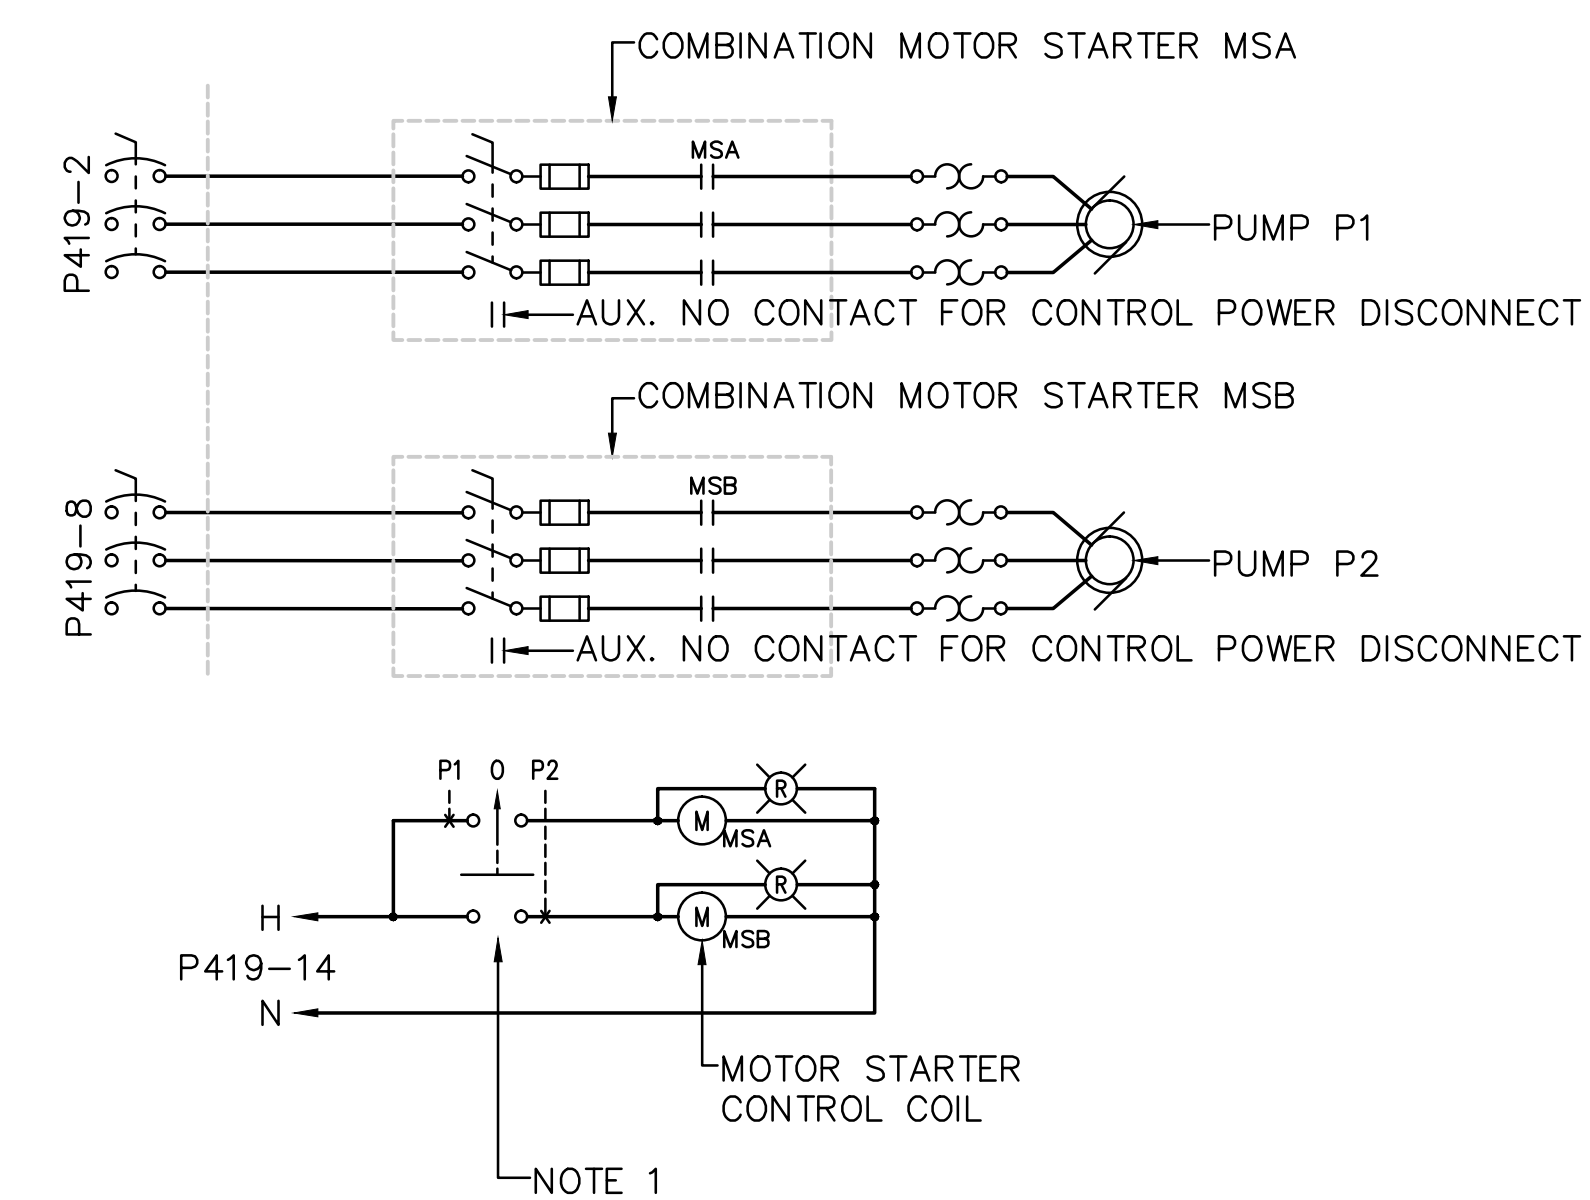 COMBINATION MOTOR STARTER MSA
MSA
P419-2
PUMP P1
AUX. NO CONTACT FOR CONTROL POWER DISCONNECT
COMBINATION MOTOR STARTER MSB
MSB
P419-8
PUMP P2
AUX. NO CONTACT FOR CONTROL POWER DISCONNECT
P1 O P2
R
M
MSA
R
H
M
MSB
P419-14
N
MOTOR STARTER
CONTROL COIL
NOTE 1